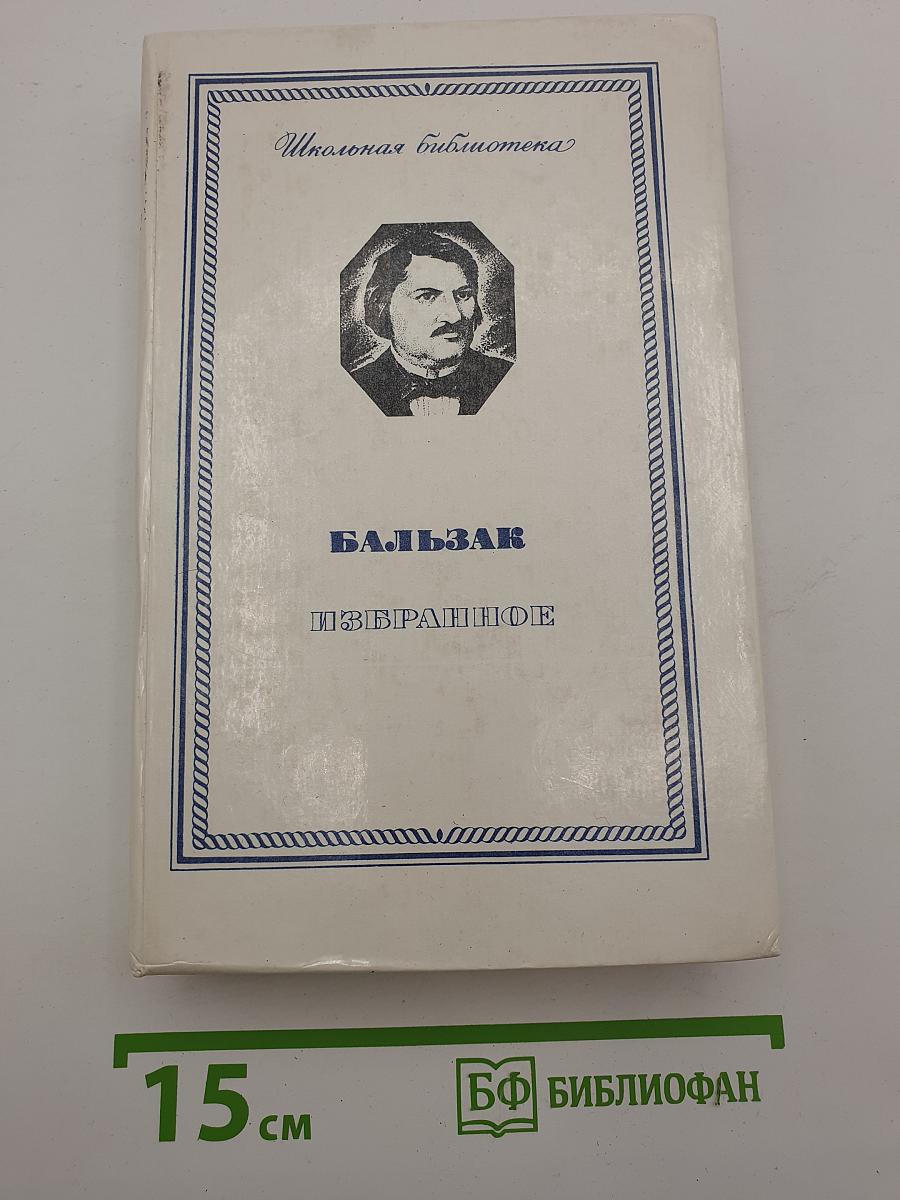 Школьная библиотека
БАЛЬЗАК
ИЗБРАННОЕ
15 см
БФ БИБЛИОФАН